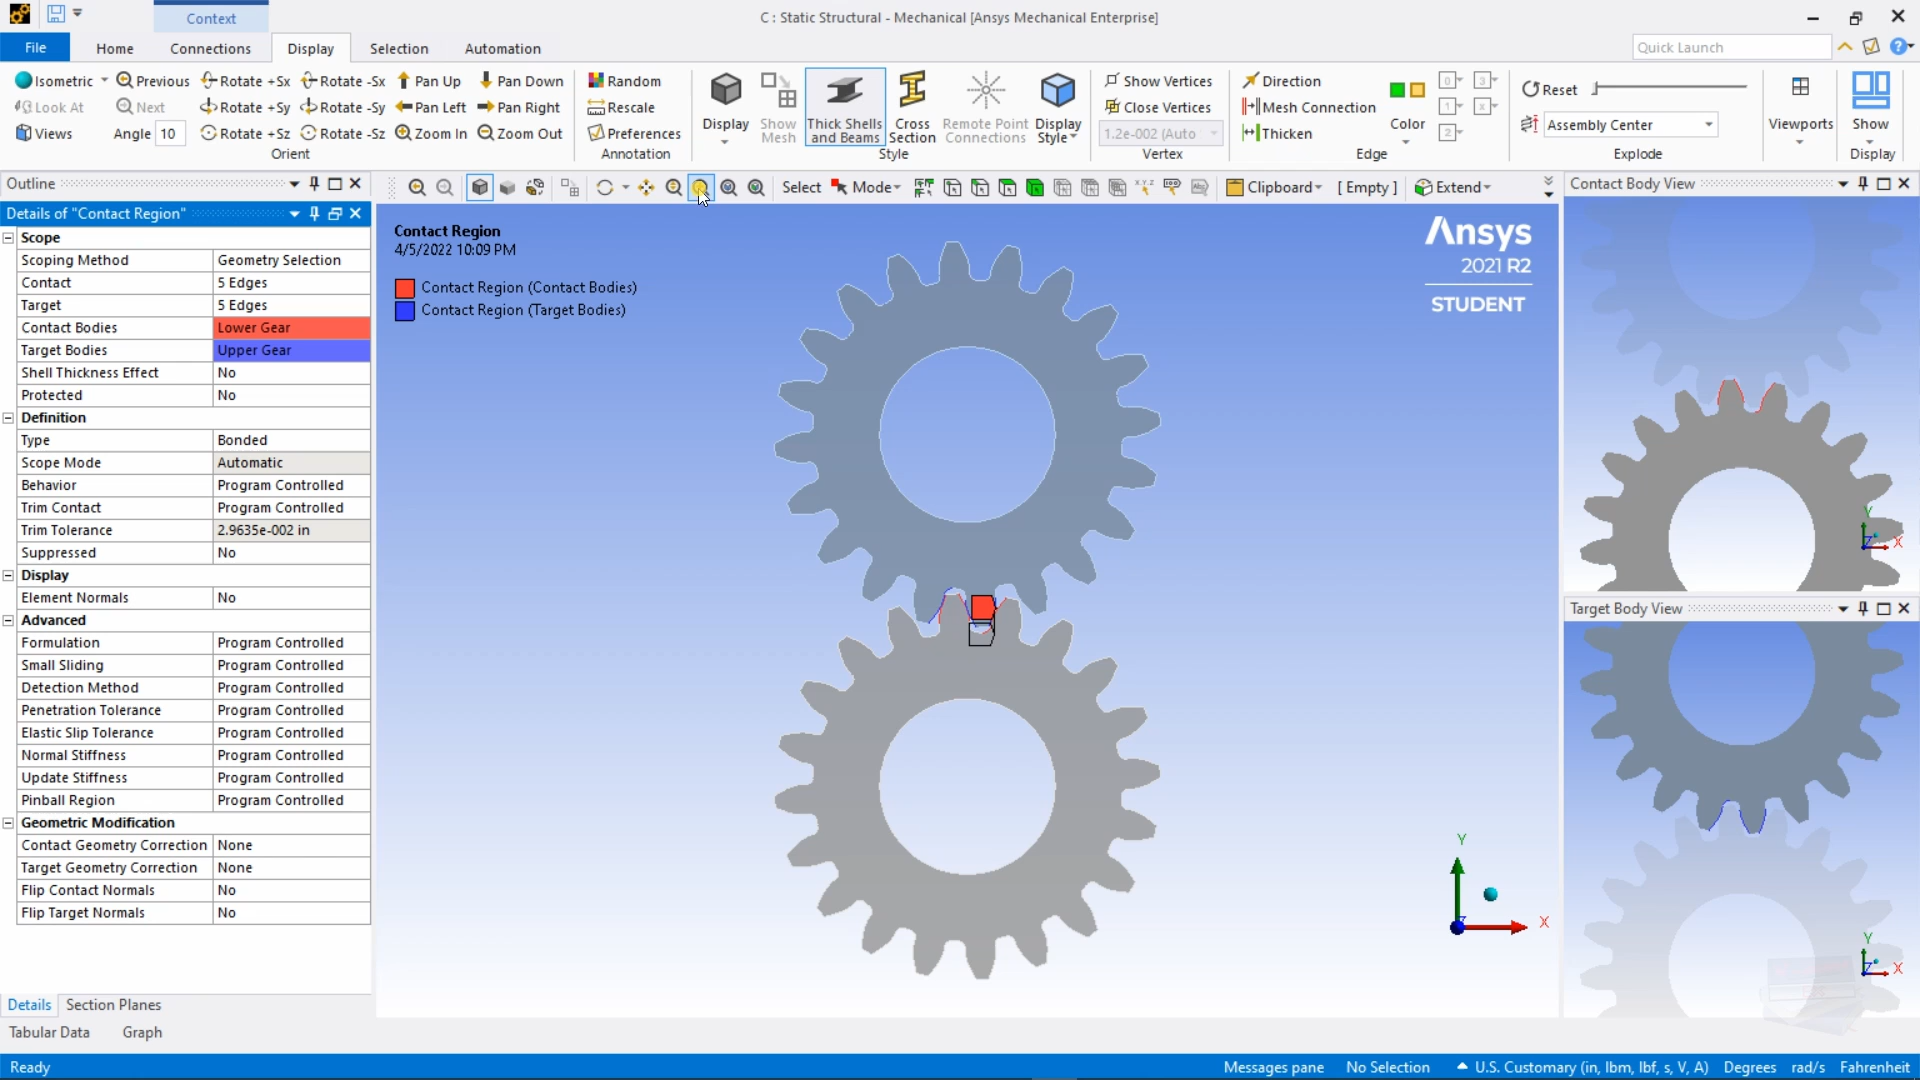 Context
C : Static Structural - Mechanical [Ansys Mechanical Enterprise]
File Home Connections Display Selection Automation
Quick Launch
Isometric Previous Rotate +Sx Rotate -Sx Pan Up Pan Down
Look At Next Rotate +Sy Rotate -Sy Pan Left Pan Right
Views Angle 10 Rotate +Sz Rotate -Sz Zoom In Zoom Out
Orient
Random
Rescale
Preferences
Annotation
Display
Show Mesh
Thick Shells and Beams
Cross Section
Remote Point Connections
Display Style
Style
Show Vertices
Close Vertices
1.2e-002 (Auto
Vertex
Direction
Mesh Connection
Thicken
Color
0 3
1 x
2
Edge
Reset
Assembly Center
Explode
Viewports
Show
Display
Outline
Select Mode Clipboard [ Empty ] Extend
Details of "Contact Region"
Scope
Scoping Method Geometry Selection
Contact 5 Edges
Target 5 Edges
Contact Bodies Lower Gear
Target Bodies Upper Gear
Shell Thickness Effect No
Protected No
Definition
Type Bonded
Scope Mode Automatic
Behavior Program Controlled
Trim Contact Program Controlled
Trim Tolerance 2.9635e-002 in
Suppressed No
Display
Element Normals No
Advanced
Formulation Program Controlled
Small Sliding Program Controlled
Detection Method Program Controlled
Penetration Tolerance Program Controlled
Elastic Slip Tolerance Program Controlled
Normal Stiffness Program Controlled
Update Stiffness Program Controlled
Pinball Region Program Controlled
Geometric Modification
Contact Geometry Correction None
Target Geometry Correction None
Flip Contact Normals No
Flip Target Normals No
Details Section Planes
Tabular Data Graph
Contact Region
4/5/2022 10:09 PM
Contact Region (Contact Bodies)
Contact Region (Target Bodies)
Ansys
2021 R2
STUDENT
Y
Z X
Contact Body View
Y
Z X
Target Body View
Y
Z X
Ready Messages pane No Selection U.S. Customary (in, lbm, lbf, s, V, A) Degrees rad/s Fahrenheit